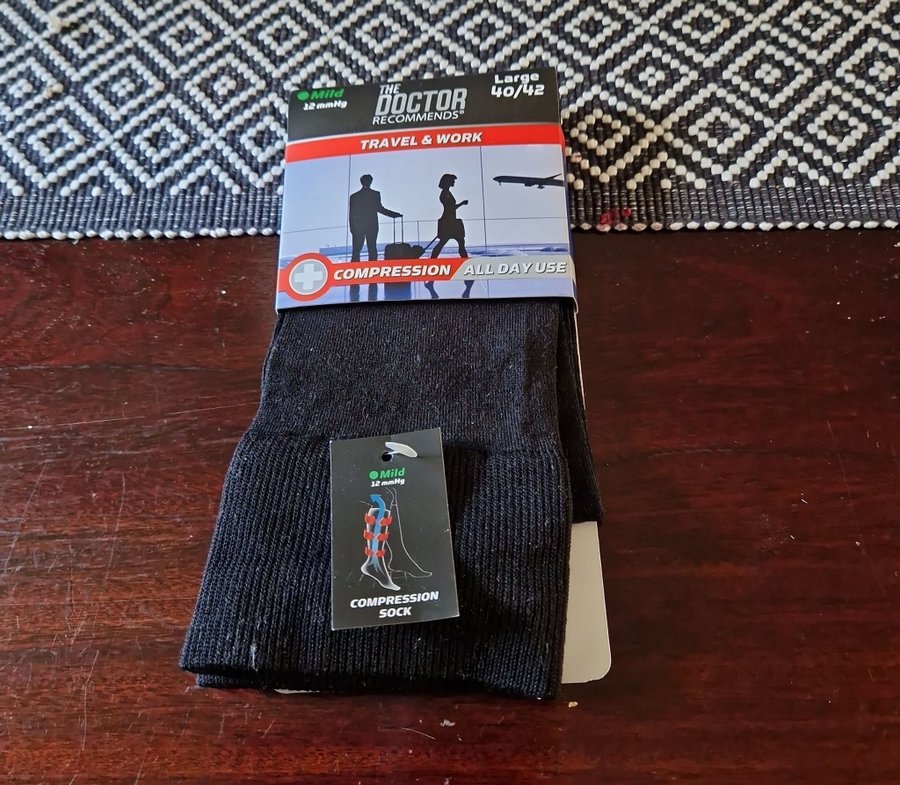 Mild
12 mmHg
THE
DOCTOR
RECOMMENDS®
Large
40/42
TRAVEL & WORK
COMPRESSION ALL DAY USE
Mild
12 mmHg
COMPRESSION
SOCK